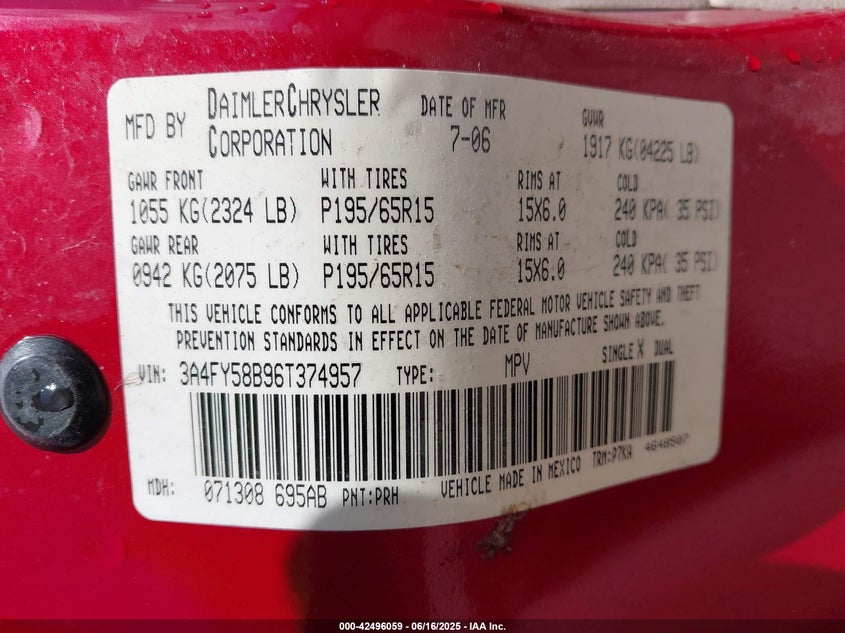 MFD BY DAIMLERCHRYSLER CORPORATION DATE OF MFR 7-06 GVWR 1917 KG(04225 LB)
GAWR FRONT WITH TIRES RIMS AT COLD
1055 KG(2324 LB) P195/65R15 15X6.0 240 KPA( 35 PSI)
GAWR REAR WITH TIRES RIMS AT COLD
0942 KG(2075 LB) P195/65R15 15X6.0 240 KPA( 35 PSI)
THIS VEHICLE CONFORMS TO ALL APPLICABLE FEDERAL MOTOR VEHICLE SAFETY AND THEFT
PREVENTION STANDARDS IN EFFECT ON THE DATE OF MANUFACTURE SHOWN ABOVE.
VIN: 3A4FY58B96T374957 TYPE: MPV SINGLE X DUAL
MDH: 071308 695AB PNT:PRH VEHICLE MADE IN MEXICO TRM:P7KA 4648507
000-42496059 - 06/16/2025 - IAA Inc.